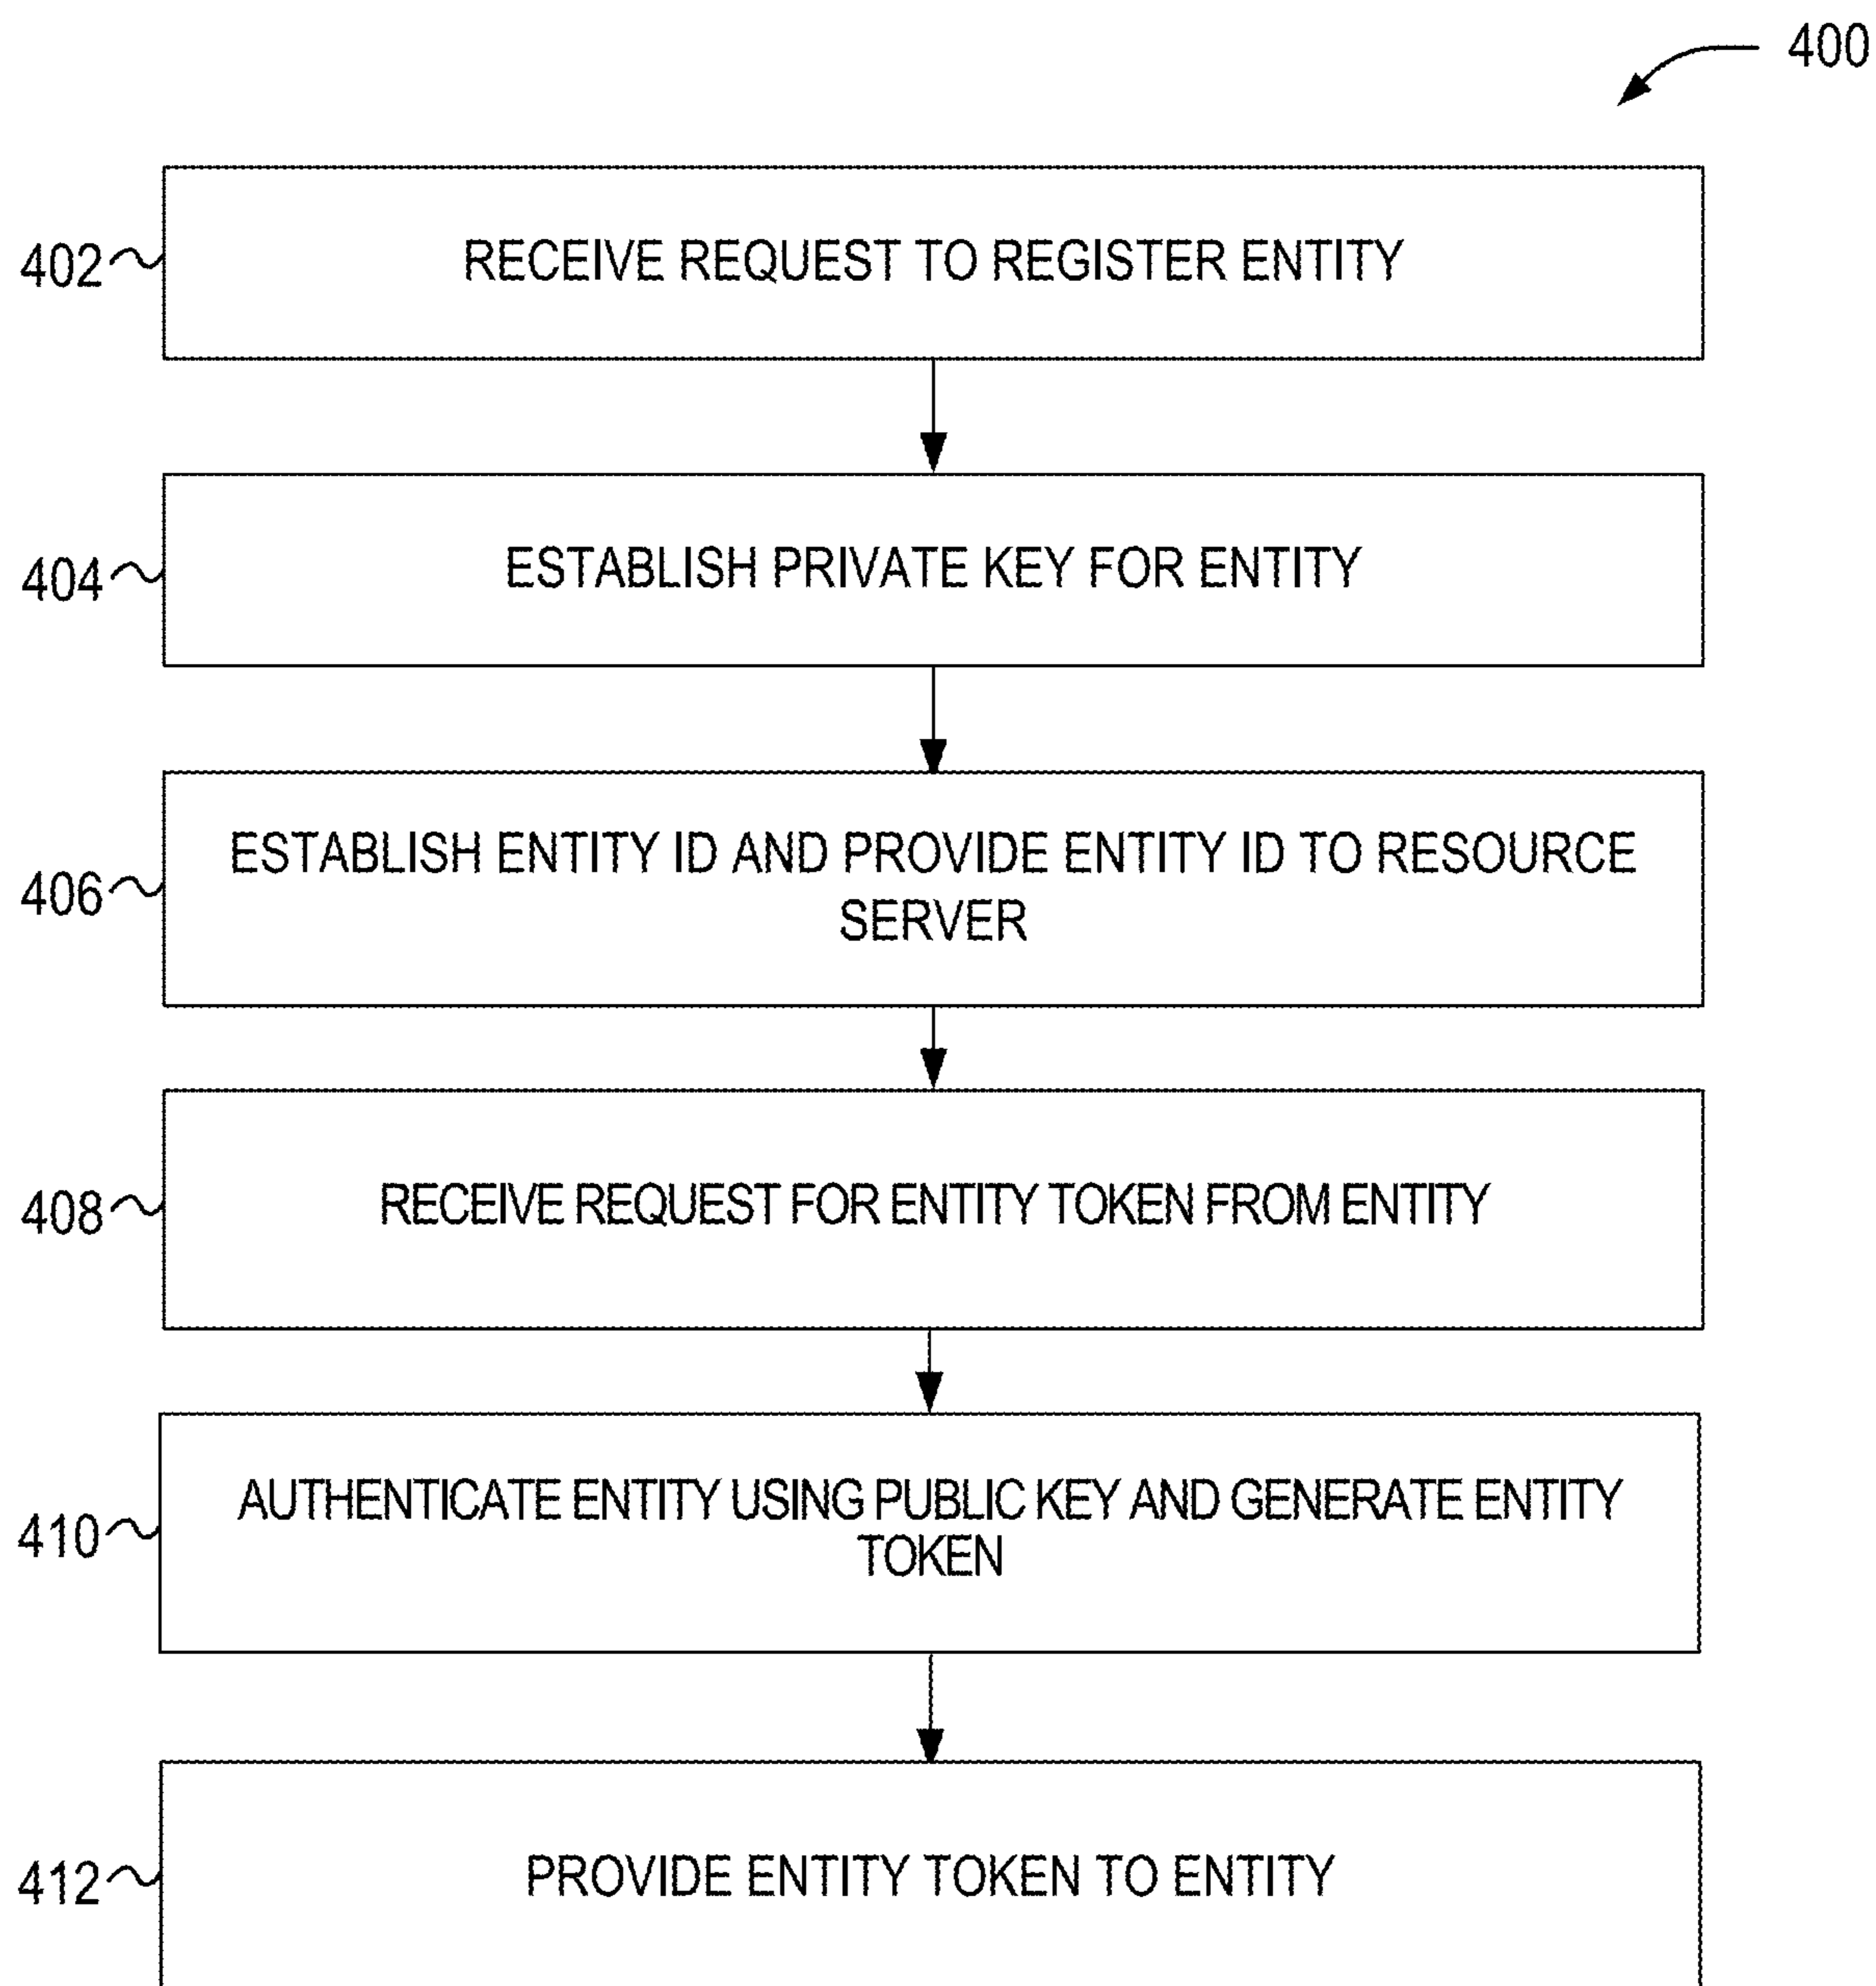 400
402
RECEIVE REQUEST TO REGISTER ENTITY
404
ESTABLISH PRIVATE KEY FOR ENTITY
406
ESTABLISH ENTITY ID AND PROVIDE ENTITY ID TO RESOURCE
SERVER
408
RECEIVE REQUEST FOR ENTITY TOKEN FROM ENTITY
410
AUTHENTICATE ENTITY USING PUBLIC KEY AND GENERATE ENTITY
TOKEN
412
PROVIDE ENTITY TOKEN TO ENTITY